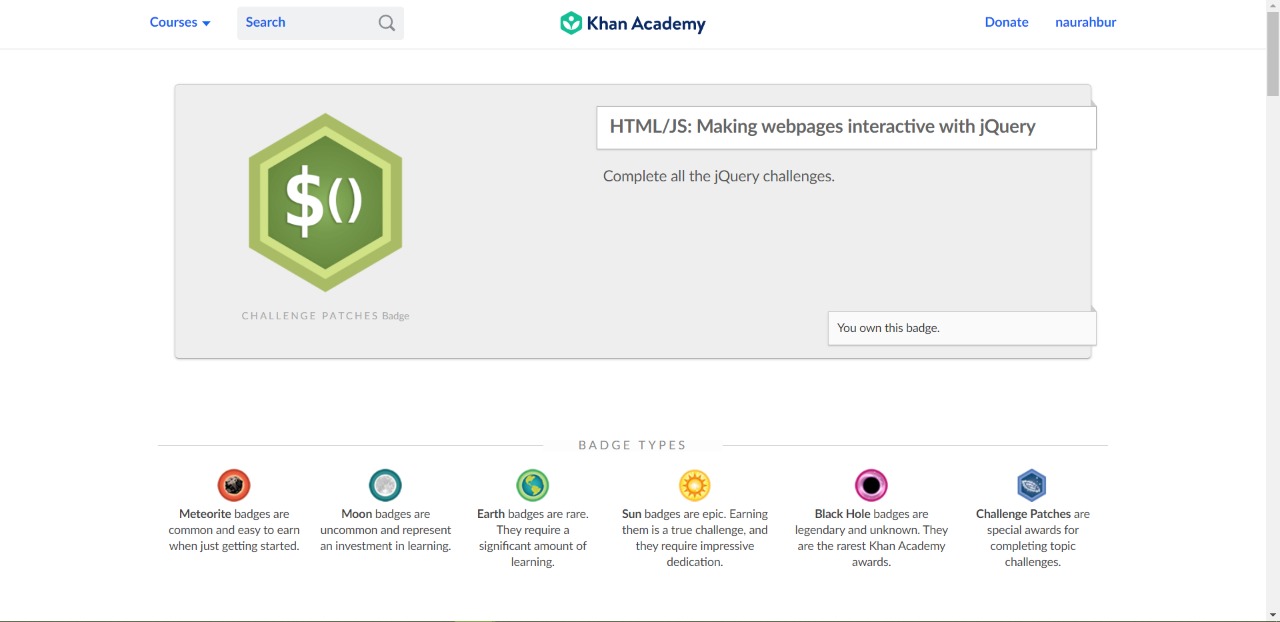 Courses
Search
Khan Academy
Donate
naurahbur
HTML/JS: Making webpages interactive with jQuery
Complete all the jQuery challenges.
$()
CHALLENGE PATCHES Badge
You own this badge.
BADGE TYPES
Meteorite badges are
common and easy to earn
when just getting started.
Moon badges are
uncommon and represent
an investment in learning.
Earth badges are rare.
They require a
significant amount of
learning.
Sun badges are epic. Earning
them is a true challenge, and
they require impressive
dedication.
Black Hole badges are
legendary and unknown. They
are the rarest Khan Academy
awards.
Challenge Patches are
special awards for
completing topic
challenges.